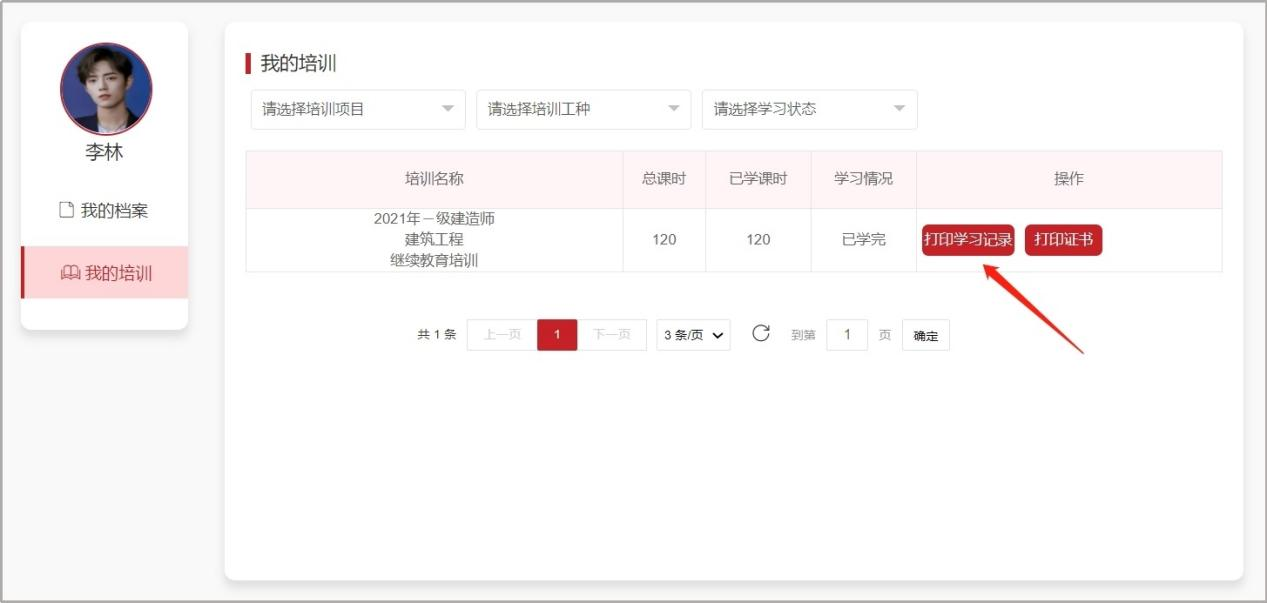 李林
我的档案
我的培训
我的培训
请选择培训项目 请选择培训工种 请选择学习状态
培训名称 总课时 已学课时 学习情况 操作
2021年一级建造师
建筑工程
继续教育培训
120 120 已学完 打印学习记录 打印证书
共 1 条 上一页 1 下一页 3 条/页 到第 1 页 确定